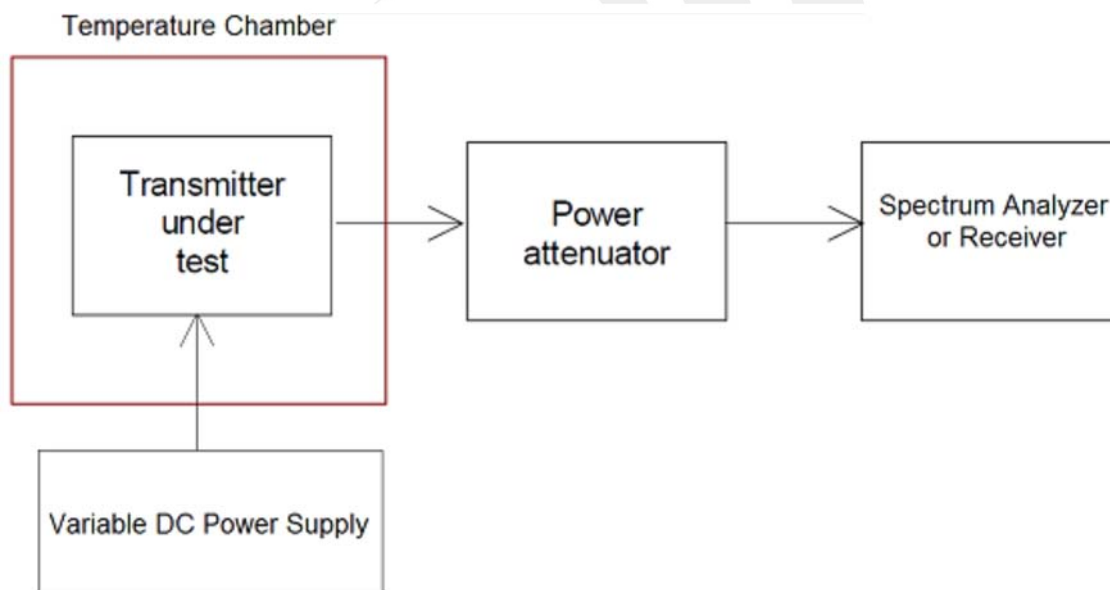 Temperature Chamber
Transmitter
under
test
Power
attenuator
Spectrum Analyzer
or Receiver
Variable DC Power Supply